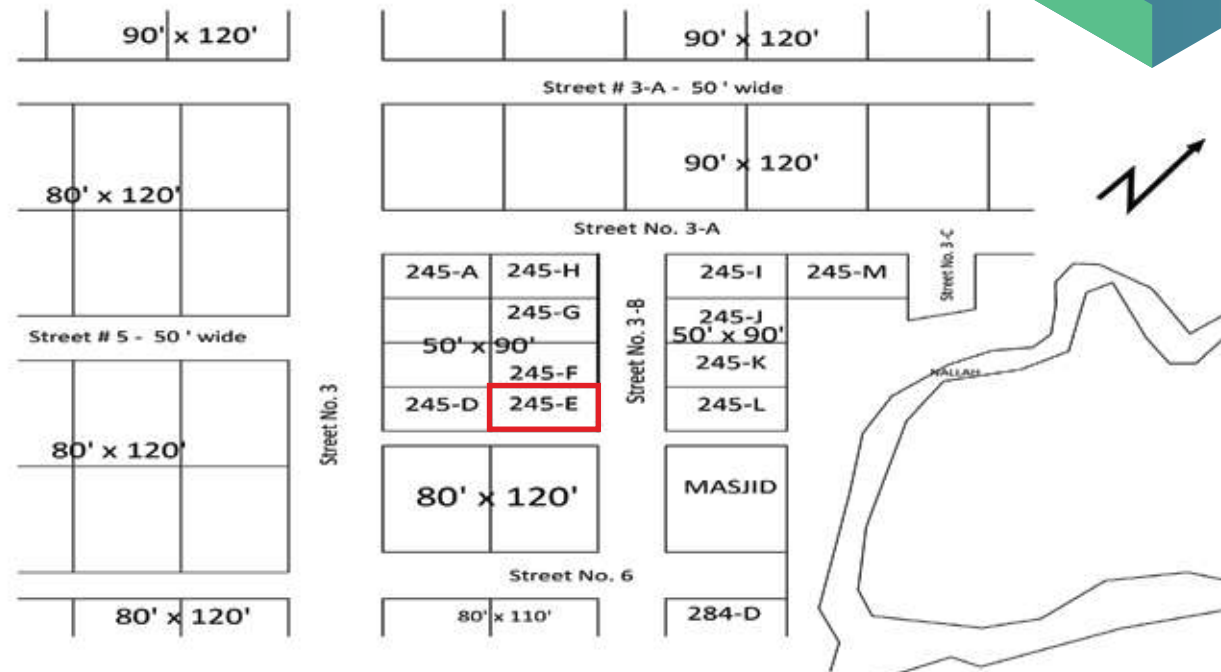 90' x 120'
90' x 120'
Street # 3-A - 50 ' wide
90' x 120'
80' x 120'
Street No. 3-A
245-A
245-H
245-I
245-M
Street No. 3-C
245-G
245-J
Street No. 3 -B
Street # 5 - 50 ' wide
50' x 90'
50' x 90'
245-F
245-K
NALLAH
245-D
245-E
245-L
Street No. 3
80' x 120'
80' x 120'
MASJID
Street No. 6
80' x 120'
80' x 110'
284-D